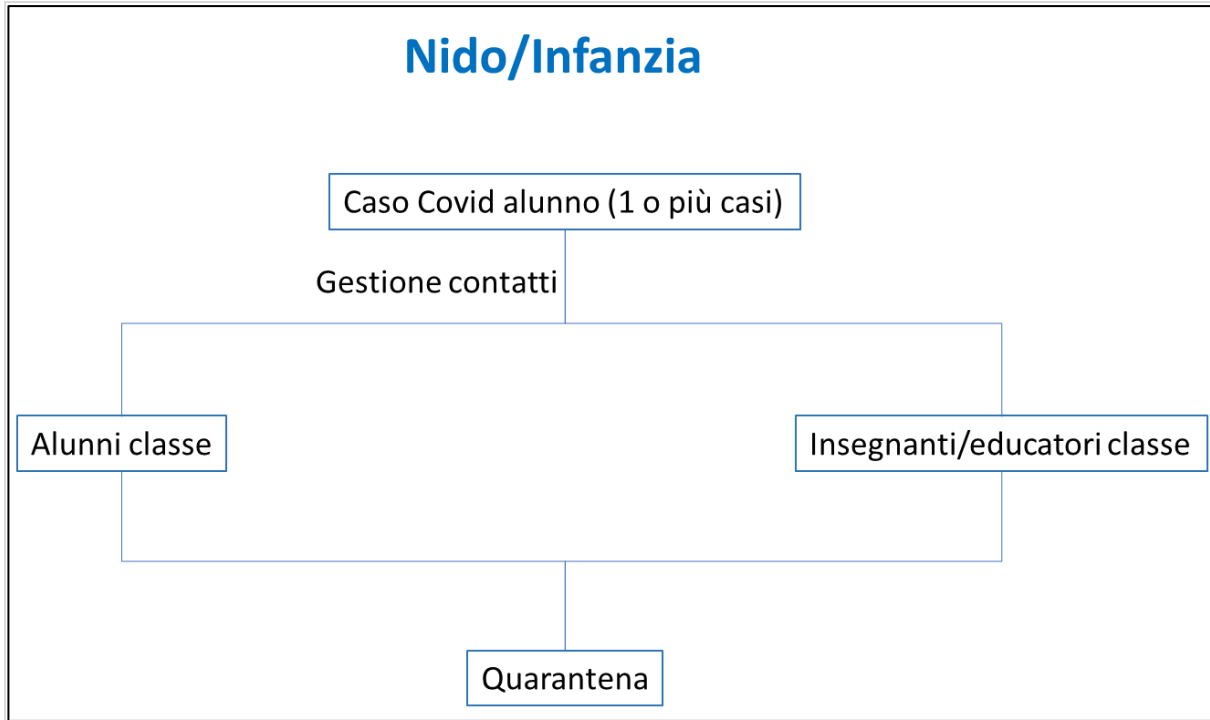 Nido/Infanzia
Caso Covid alunno (1 o più casi)
Gestione contatti
Alunni classe
Insegnanti/educatori classe
Quarantena